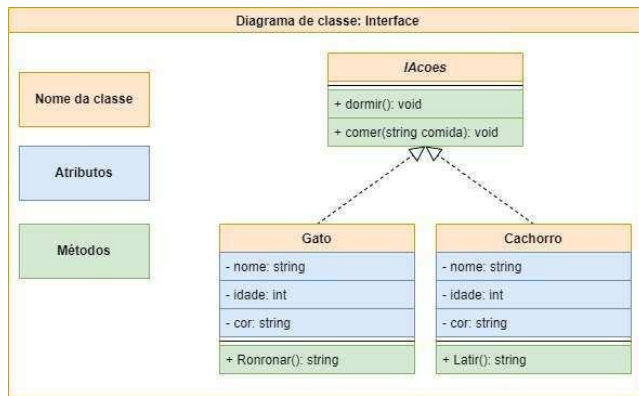 Diagrama de classe: Interface
Nome da classe
Atributos
Métodos
IAcoes
+ dormir(): void
+ comer(string comida): void
Gato
- nome: string
- idade: int
- cor: string
+ Ronronar(): string
Cachorro
- nome: string
- idade: int
- cor: string
+ Latir(): string